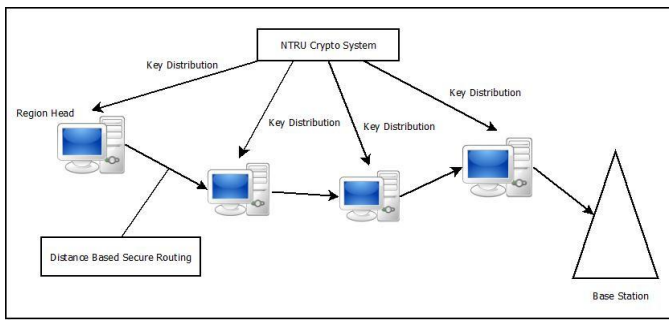 NTRU Crypto System
Key Distribution
Key Distribution
Region Head
Key Distribution
Key Distribution
Distance Based Secure Routing
Base Station